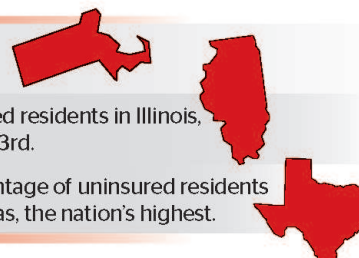 ed residents in Illinois,
3rd.
ntage of uninsured residents
as, the nation's highest.